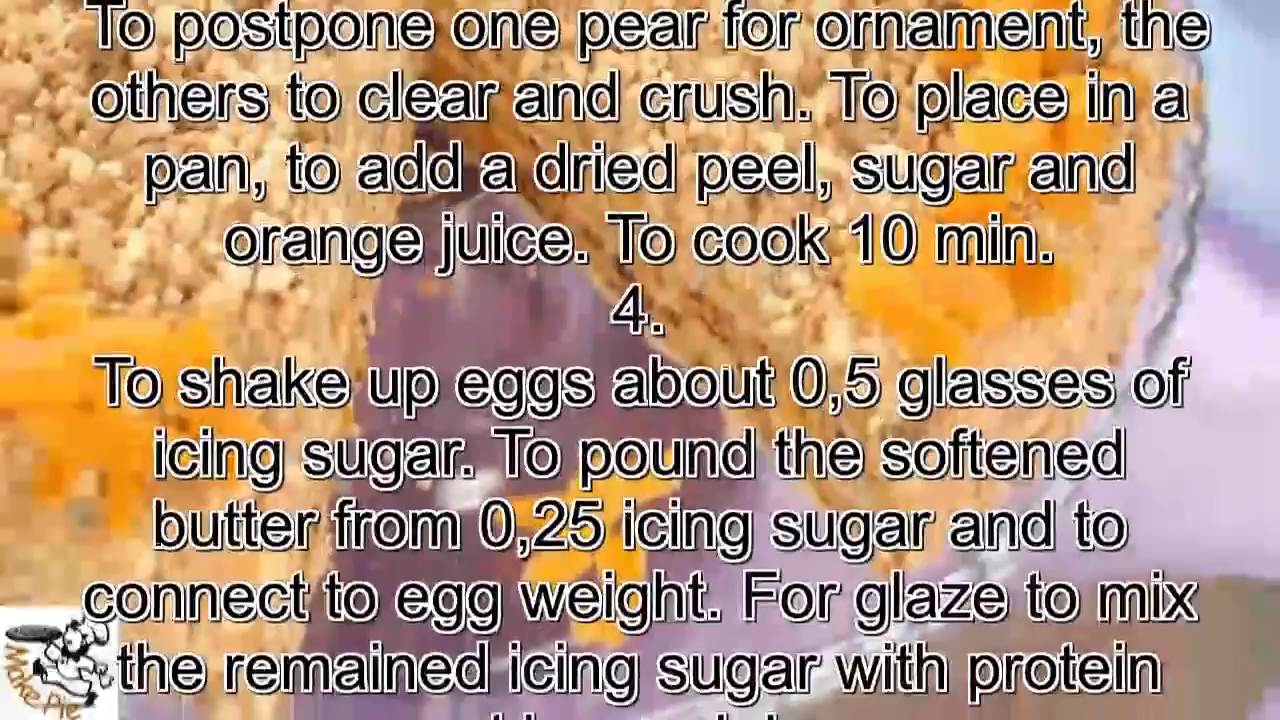 To postpone one pear for ornament, the
others to clear and crush. To place in a
pan, to add a dried peel, sugar and
orange juice. To cook 10 min.
4.
To shake up eggs about 0,5 glasses of
icing sugar. To pound the softened
butter from 0,25 icing sugar and to
connect to egg weight. For glaze to mix
the remained icing sugar with protein
Make Pie